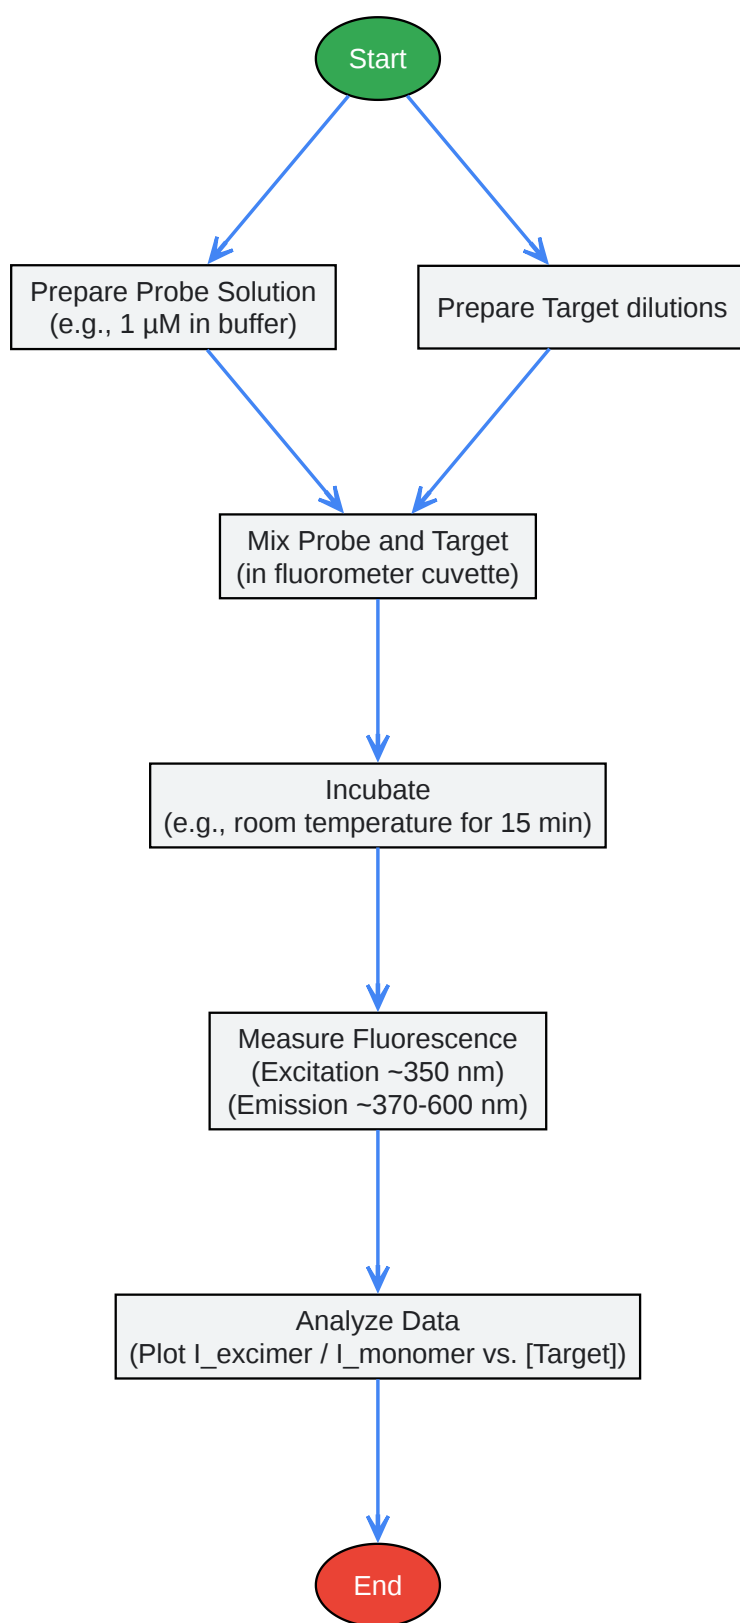 Start
Prepare Probe Solution
(e.g., 1 µM in buffer)
Prepare Target dilutions
Mix Probe and Target
(in fluorometer cuvette)
Incubate
(e.g., room temperature for 15 min)
Measure Fluorescence
(Excitation ~350 nm)
(Emission ~370-600 nm)
Analyze Data
(Plot I_excimer / I_monomer vs. [Target])
End